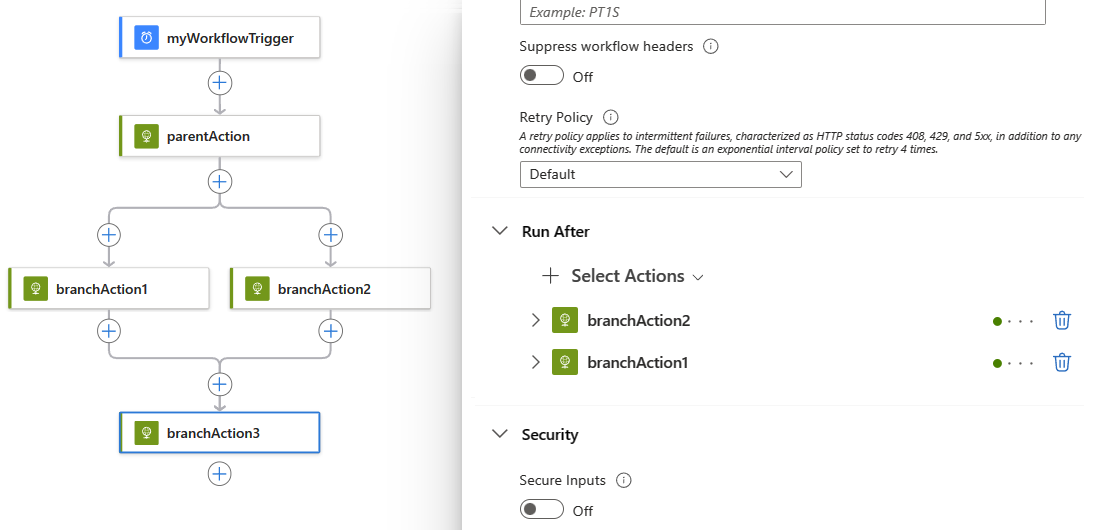 myWorkflowTrigger
parentAction
branchAction1
branchAction2
branchAction3
Example: PT1S
Suppress workflow headers
Off
Retry Policy
A retry policy applies to intermittent failures, characterized as HTTP status codes 408, 429, and 5xx, in addition to any
connectivity exceptions. The default is an exponential interval policy set to retry 4 times.
Default
Run After
Select Actions
branchAction2
branchAction1
Security
Secure Inputs
Off